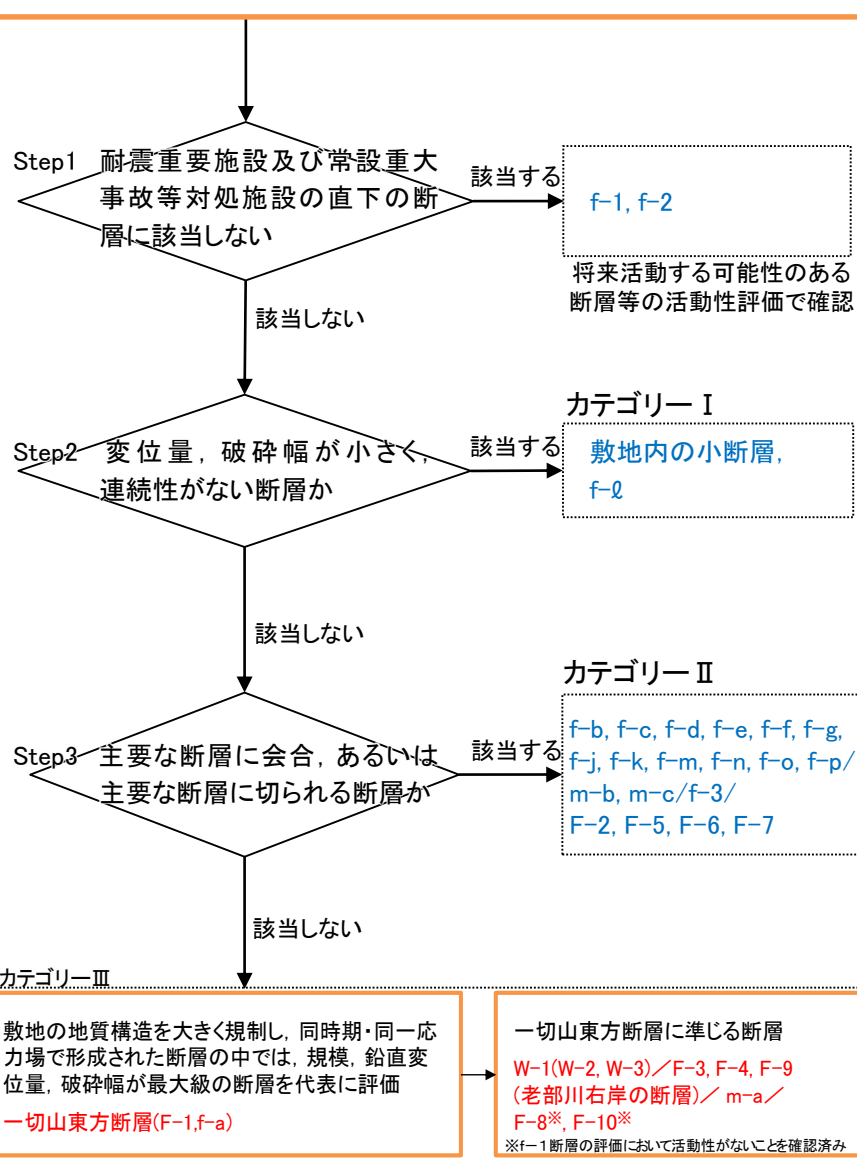 Step1 耐震重要施設及び常設重大
事故等対処施設の直下の断
層に該当しない
該当する
f-1, f-2
将来活動する可能性のある
断層等の活動性評価で確認
該当しない
Step2 変位量，破砕幅が小さく，
連続性がない断層か
該当する
カテゴリーⅠ
敷地内の小断層，
f-ℓ
該当しない
Step3 主要な断層に会合，あるいは
主要な断層に切られる断層か
該当する
カテゴリーⅡ
f-b, f-c, f-d, f-e, f-f, f-g,
f-j, f-k, f-m, f-n, f-o, f-p/
m-b, m-c/f-3/
F-2, F-5, F-6, F-7
該当しない
カテゴリーⅢ
敷地の地質構造を大きく規制し，同時期・同一応
力場で形成された断層の中では，規模，鉛直変
位量，破砕幅が最大級の断層を代表に評価
一切山東方断層(F-1,f-a)
一切山東方断層に準じる断層
W-1(W-2, W-3)／F-3, F-4, F-9
(老部川右岸の断層)／ m-a／
F-8※, F-10※
※f－1断層の評価において活動性がないことを確認済み